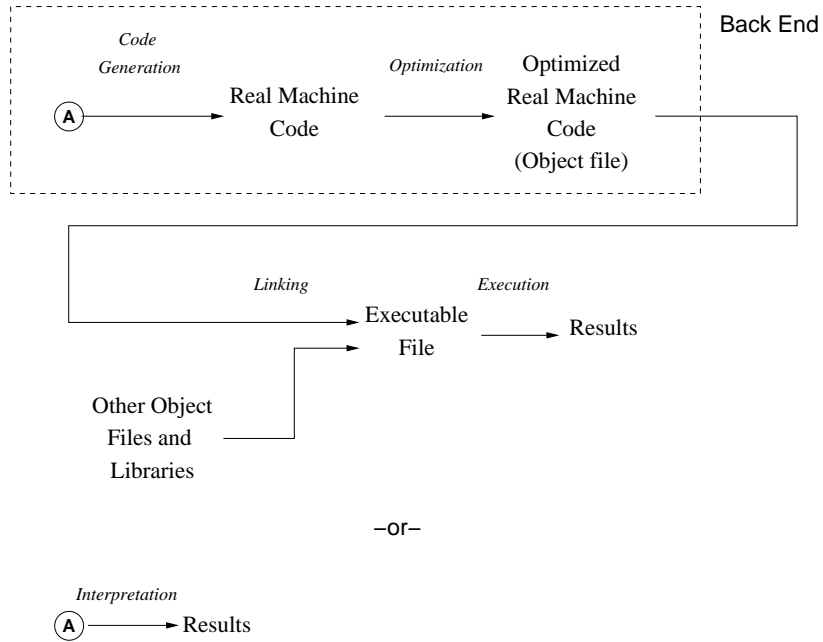 Back End
Code
Generation
Optimization
Optimized
Real Machine
Code
(Object file)
A
Real Machine
Code
Linking
Execution
Executable
File
Results
Other Object
Files and
Libraries
–or–
Interpretation
A
Results